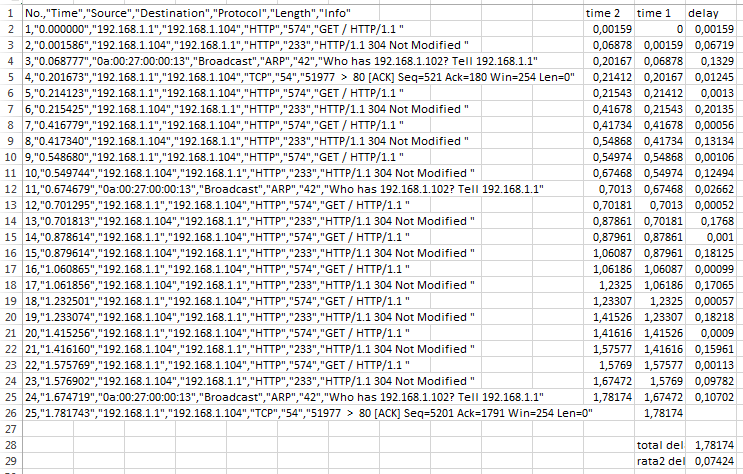 1 No.,"Time","Source","Destination","Protocol","Length","Info" time 2 time 1 delay
2 1,"0.000000","192.168.1.1","192.168.1.104","HTTP","574","GET / HTTP/1.1 " 0,00159 0 0,00159
3 2,"0.001586","192.168.1.104","192.168.1.1","HTTP","233","HTTP/1.1 304 Not Modified " 0,06878 0,00159 0,06719
4 3,"0.068777","0a:00:27:00:00:13","Broadcast","ARP","42","Who has 192.168.1.102? Tell 192.168.1.1" 0,20167 0,06878 0,1329
5 4,"0.201673","192.168.1.1","192.168.1.104","TCP","54","51977 > 80 [ACK] Seq=521 Ack=180 Win=254 Len=0" 0,21412 0,20167 0,01245
6 5,"0.214123","192.168.1.1","192.168.1.104","HTTP","574","GET / HTTP/1.1 " 0,21543 0,21412 0,0013
7 6,"0.215425","192.168.1.104","192.168.1.1","HTTP","233","HTTP/1.1 304 Not Modified " 0,41678 0,21543 0,20135
8 7,"0.416779","192.168.1.1","192.168.1.104","HTTP","574","GET / HTTP/1.1 " 0,41734 0,41678 0,00056
9 8,"0.417340","192.168.1.104","192.168.1.1","HTTP","233","HTTP/1.1 304 Not Modified " 0,54868 0,41734 0,13134
10 9,"0.548680","192.168.1.1","192.168.1.104","HTTP","574","GET / HTTP/1.1 " 0,54974 0,54868 0,00106
11 10,"0.549744","192.168.1.104","192.168.1.1","HTTP","233","HTTP/1.1 304 Not Modified " 0,67468 0,54974 0,12494
12 11,"0.674679","0a:00:27:00:00:13","Broadcast","ARP","42","Who has 192.168.1.102? Tell 192.168.1.1" 0,7013 0,67468 0,02662
13 12,"0.701295","192.168.1.1","192.168.1.104","HTTP","574","GET / HTTP/1.1 " 0,70181 0,7013 0,00052
14 13,"0.701813","192.168.1.104","192.168.1.1","HTTP","233","HTTP/1.1 304 Not Modified " 0,87861 0,70181 0,1768
15 14,"0.878614","192.168.1.1","192.168.1.104","HTTP","574","GET / HTTP/1.1 " 0,87961 0,87861 0,001
16 15,"0.879614","192.168.1.104","192.168.1.1","HTTP","233","HTTP/1.1 304 Not Modified " 1,06087 0,87961 0,18125
17 16,"1.060865","192.168.1.1","192.168.1.104","HTTP","574","GET / HTTP/1.1 " 1,06186 1,06087 0,00099
18 17,"1.061856","192.168.1.104","192.168.1.1","HTTP","233","HTTP/1.1 304 Not Modified " 1,2325 1,06186 0,17065
19 18,"1.232501","192.168.1.1","192.168.1.104","HTTP","574","GET / HTTP/1.1 " 1,23307 1,2325 0,00057
20 19,"1.233074","192.168.1.104","192.168.1.1","HTTP","233","HTTP/1.1 304 Not Modified " 1,41526 1,23307 0,18218
21 20,"1.415256","192.168.1.1","192.168.1.104","HTTP","574","GET / HTTP/1.1 " 1,41616 1,41526 0,0009
22 21,"1.416160","192.168.1.104","192.168.1.1","HTTP","233","HTTP/1.1 304 Not Modified " 1,57577 1,41616 0,15961
23 22,"1.575769","192.168.1.1","192.168.1.104","HTTP","574","GET / HTTP/1.1 " 1,5769 1,57577 0,00113
24 23,"1.576902","192.168.1.104","192.168.1.1","HTTP","233","HTTP/1.1 304 Not Modified " 1,67472 1,5769 0,09782
25 24,"1.674719","0a:00:27:00:00:13","Broadcast","ARP","42","Who has 192.168.1.102? Tell 192.168.1.1" 1,78174 1,67472 0,10702
26 25,"1.781743","192.168.1.1","192.168.1.104","TCP","54","51977 > 80 [ACK] Seq=5201 Ack=1791 Win=254 Len=0" 1,78174
27
28 total del 1,78174
29 rata2 del 0,07424